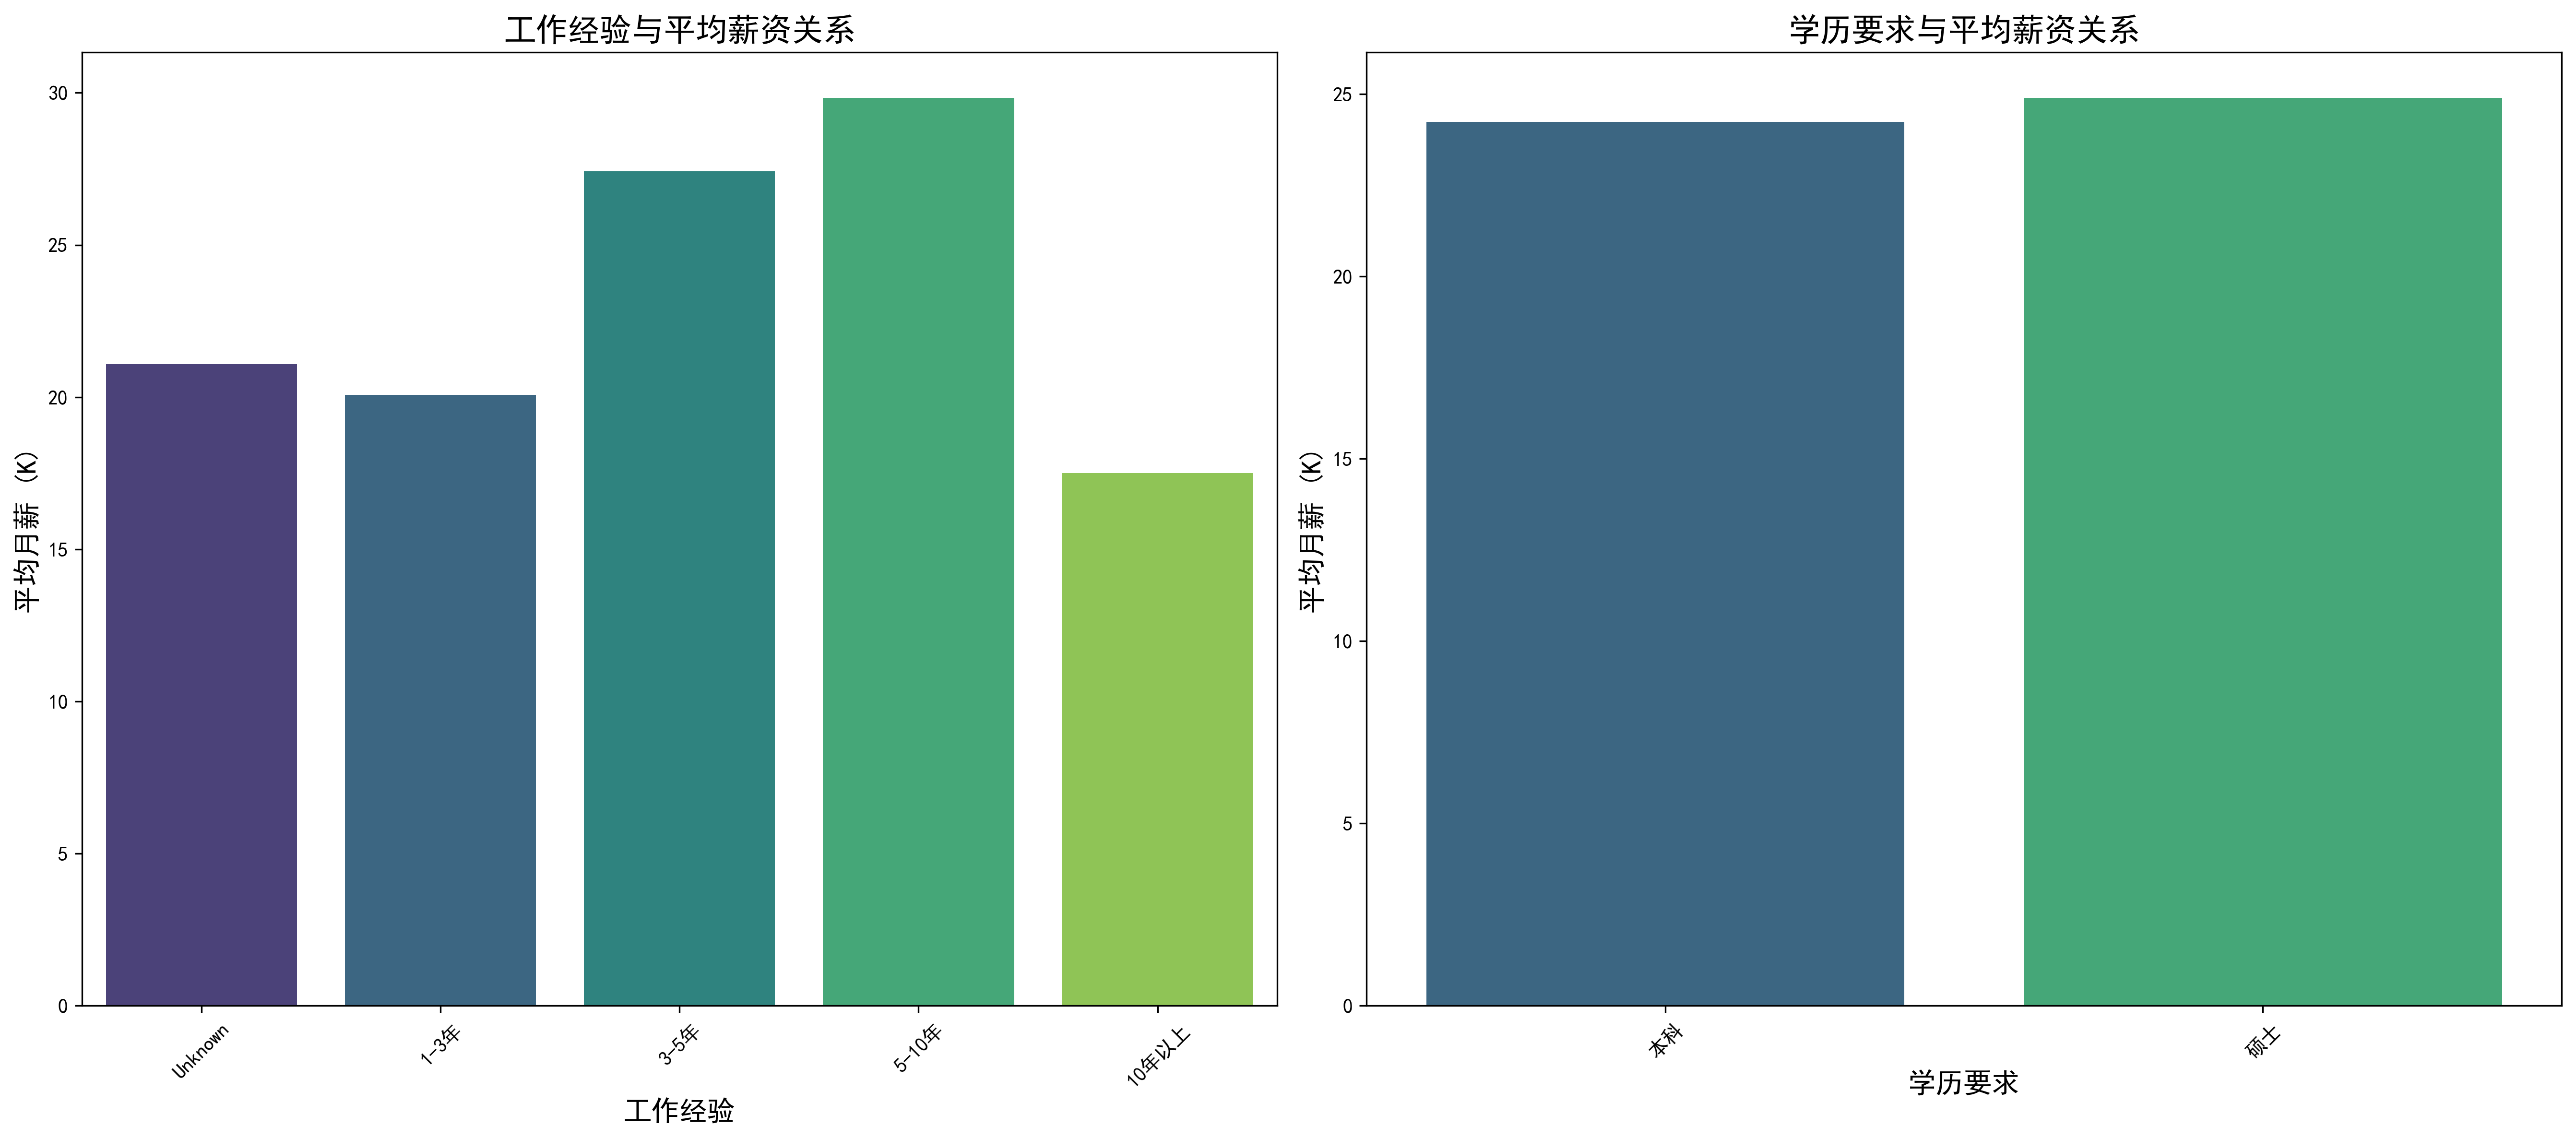 工作经验与平均薪资关系
平均月薪 (K)
30
25
20
15
10
5
0
Unknown
1-3年
3-5年
5-10年
10年以上
工作经验
学历要求与平均薪资关系
平均月薪 (K)
25
20
15
10
5
0
本科
硕士
学历要求